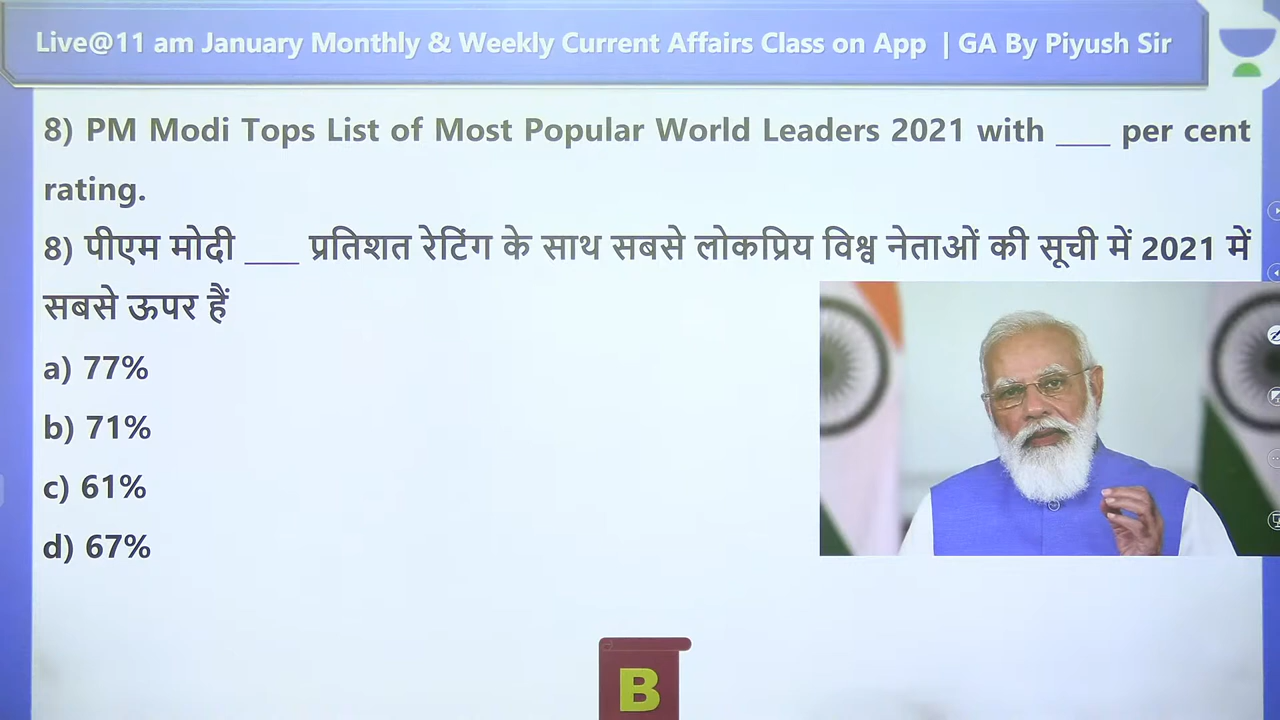 Live@11 am January Monthly & Weekly Current Affairs Class on App | GA By Piyush Sir
8) PM Modi Tops List of Most Popular World Leaders 2021 with ___ per cent
rating.
8) पीएम मोदी ___ प्रतिशत रेटिंग के साथ सबसे लोकप्रिय विश्व नेताओं की सूची में 2021 में
सबसे ऊपर हैं
a) 77%
b) 71%
c) 61%
d) 67%
B